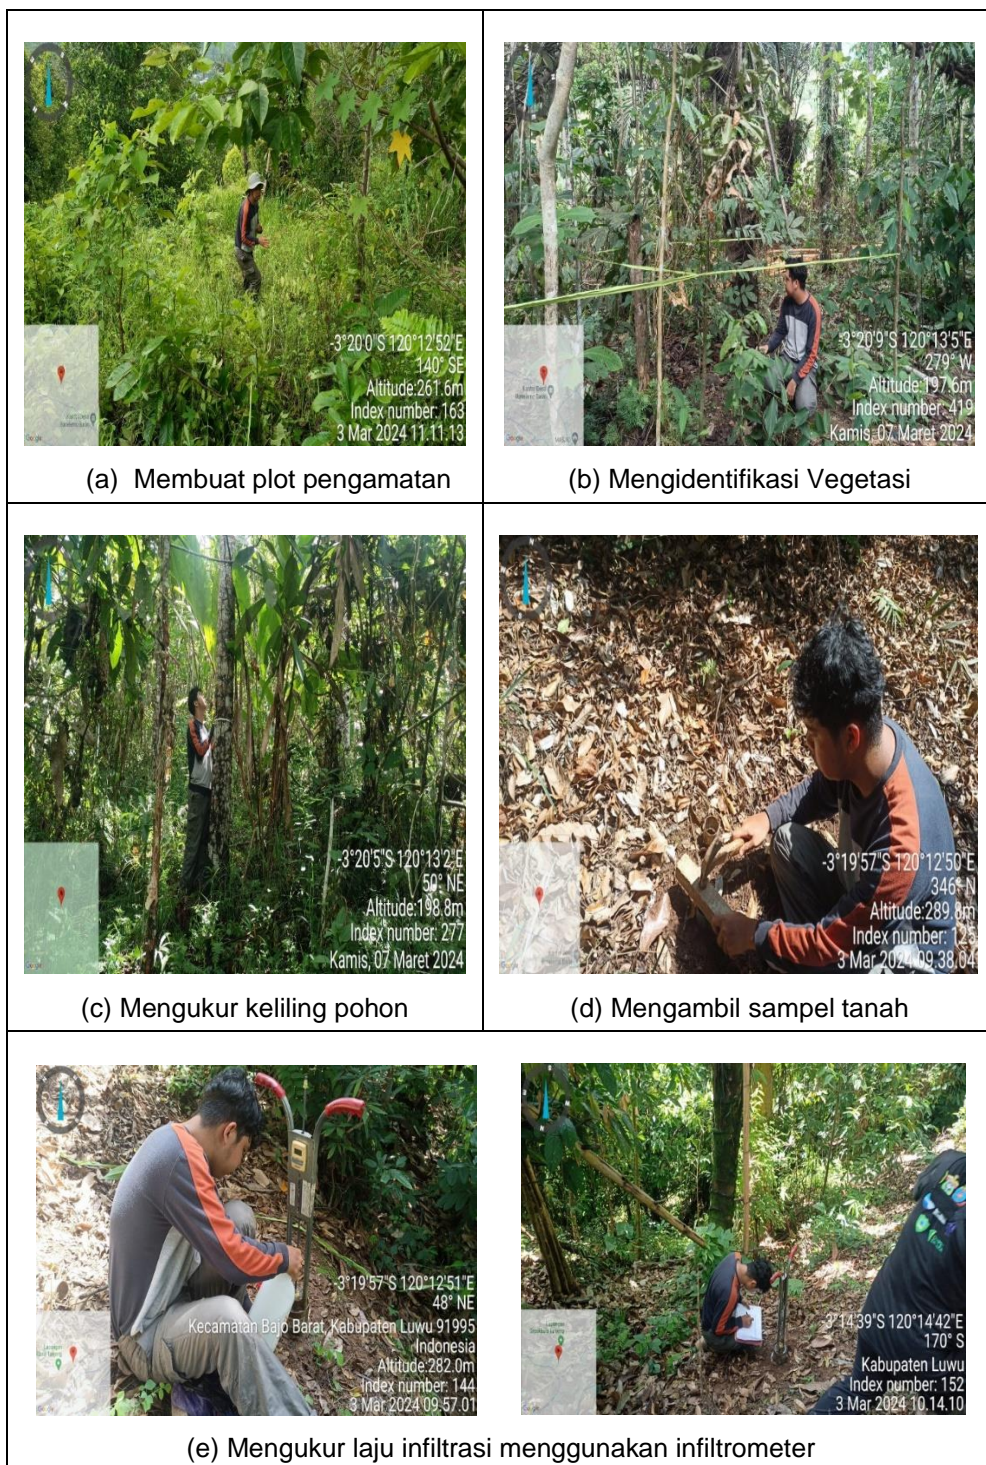 -3°20'0"S 120°12'52"E
140° SE
Altitude:261.6m
Index number: 163
3 Mar 2024 11.11.13
Google
(a) Membuat plot pengamatan
-3°20'9"S 120°13'5"E
279° W
Altitude:197.6m
Index number: 419
Kamis, 07 Maret 2024
Google
(b) Mengidentifikasi Vegetasi
-3°20'5"S 120°13'2"E
50° NE
Altitude:198.8m
Index number: 277
Kamis, 07 Maret 2024
Google
(c) Mengukur keliling pohon
-3°19'57"S 120°12'50"E
346° N
Altitude:289.8m
Index number: 125
3 Mar 2024 09.38.04
Google
(d) Mengambil sampel tanah
-3°19'57"S 120°12'51"E
48° NE
Kecamatan Bajo Barat, Kabupaten Luwu 91995
Indonesia
Altitude:282.0m
Index number: 144
3 Mar 2024 09.57.01
Google
-3°14'39"S 120°14'42"E
170° S
Kabupaten Luwu
Index number: 152
3 Mar 2024 10.14.10
Google
(e) Mengukur laju infiltrasi menggunakan infiltrometer